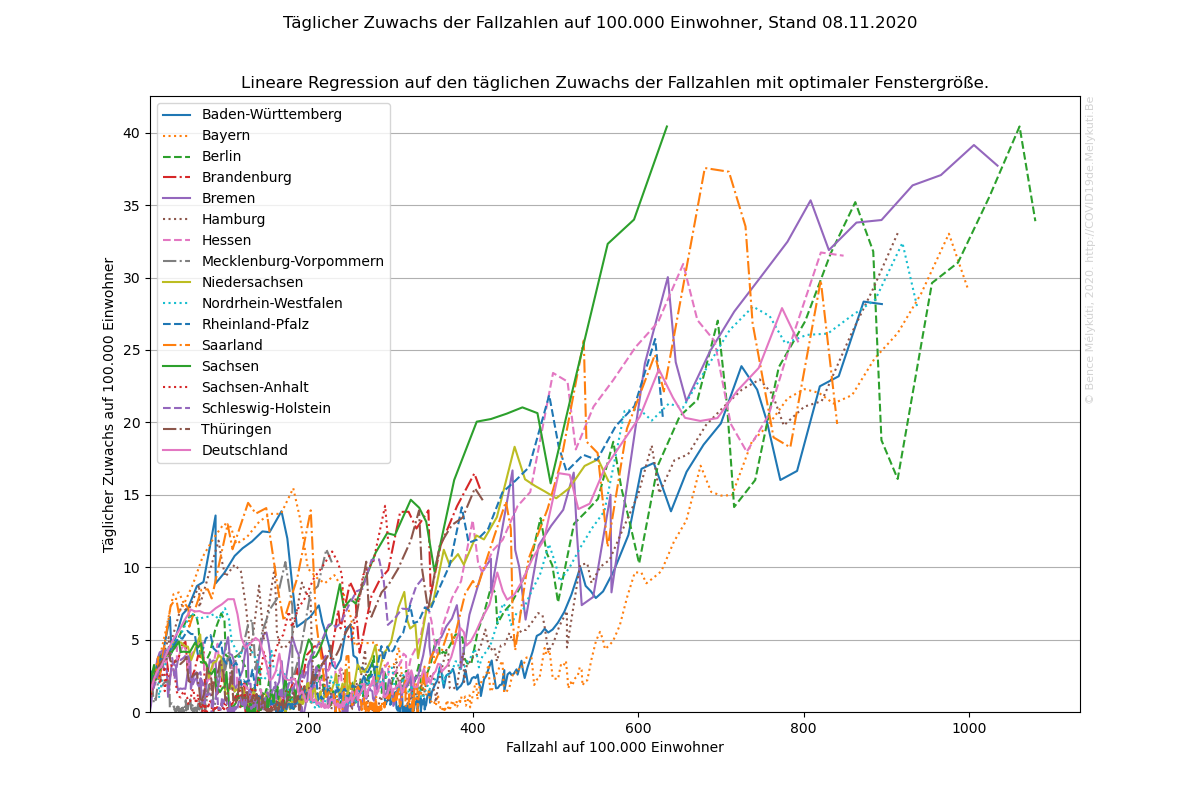 Täglicher Zuwachs der Fallzahlen auf 100.000 Einwohner, Stand 08.11.2020
Lineare Regression auf den täglichen Zuwachs der Fallzahlen mit optimaler Fenstergröße.
Baden-Württemberg
Bayern
Berlin
Brandenburg
Bremen
Hamburg
Hessen
Mecklenburg-Vorpommern
Niedersachsen
Nordrhein-Westfalen
Rheinland-Pfalz
Saarland
Sachsen
Sachsen-Anhalt
Schleswig-Holstein
Thüringen
Deutschland
Täglicher Zuwachs auf 100.000 Einwohner
40
35
30
25
20
15
10
5
0
200
400
600
800
1000
Fallzahl auf 100.000 Einwohner
© Bence Mélykúti, 2020. http://COVID19de.Melykuti.Be